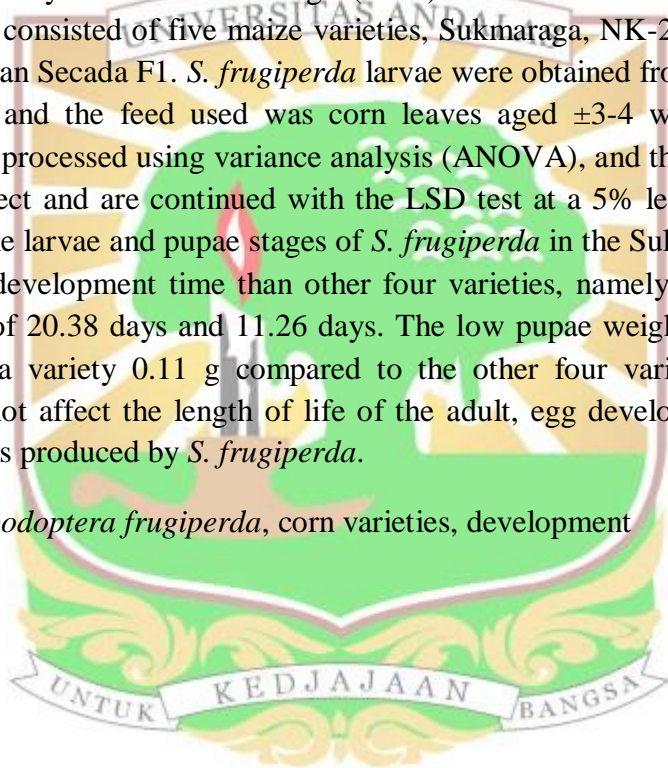 UNIVERSITAS ANDALAS
consisted of five maize varieties, Sukmaraga, NK-2
an Secada F1. S. frugiperda larvae were obtained fro
and the feed used was corn leaves aged ±3-4 w
processed using variance analysis (ANOVA), and th
ect and are continued with the LSD test at a 5% le
e larvae and pupae stages of S. frugiperda in the Su
development time than other four varieties, namely
of 20.38 days and 11.26 days. The low pupae weigh
a variety 0.11 g compared to the other four vari
not affect the length of life of the adult, egg develo
s produced by S. frugiperda.
odoptera frugiperda, corn varieties, development
UNTUK KEDJAJAAN BANGSA